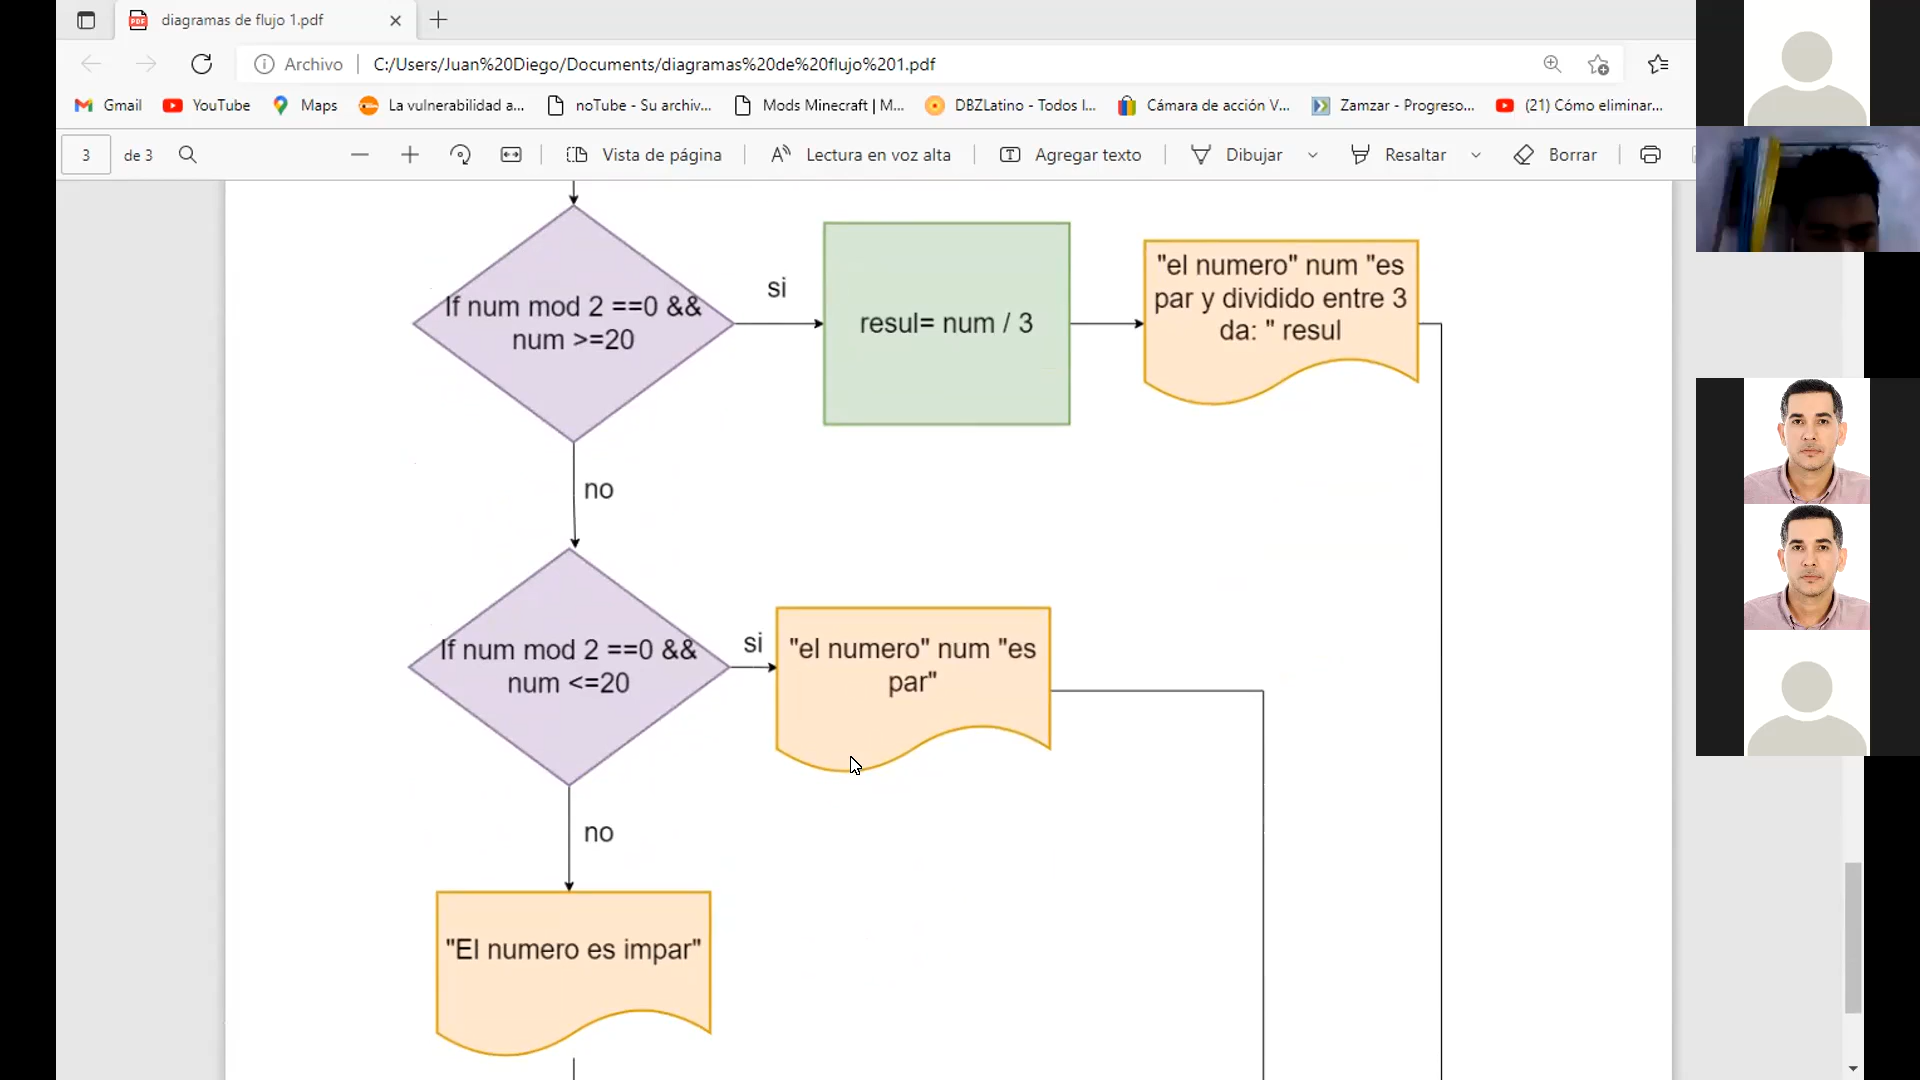 diagramas de flujo 1.pdf
Archivo C:/Users/Juan%20Diego/Documents/diagramas%20de%20flujo%201.pdf
Gmail YouTube Maps La vulnerabilidad a... noTube - Su archiv... Mods Minecraft | M... DBZLatino - Todos l... Cámara de acción V... Zamzar - Progreso... (21) Cómo eliminar...
3 de 3 Vista de página Lectura en voz alta Agregar texto Dibujar Resaltar Borrar
If num mod 2 ==0 &&
num >=20
si
resul= num / 3
"el numero" num "es
par y dividido entre 3
da: " resul
no
If num mod 2 ==0 &&
num <=20
si
"el numero" num "es
par"
no
"El numero es impar"